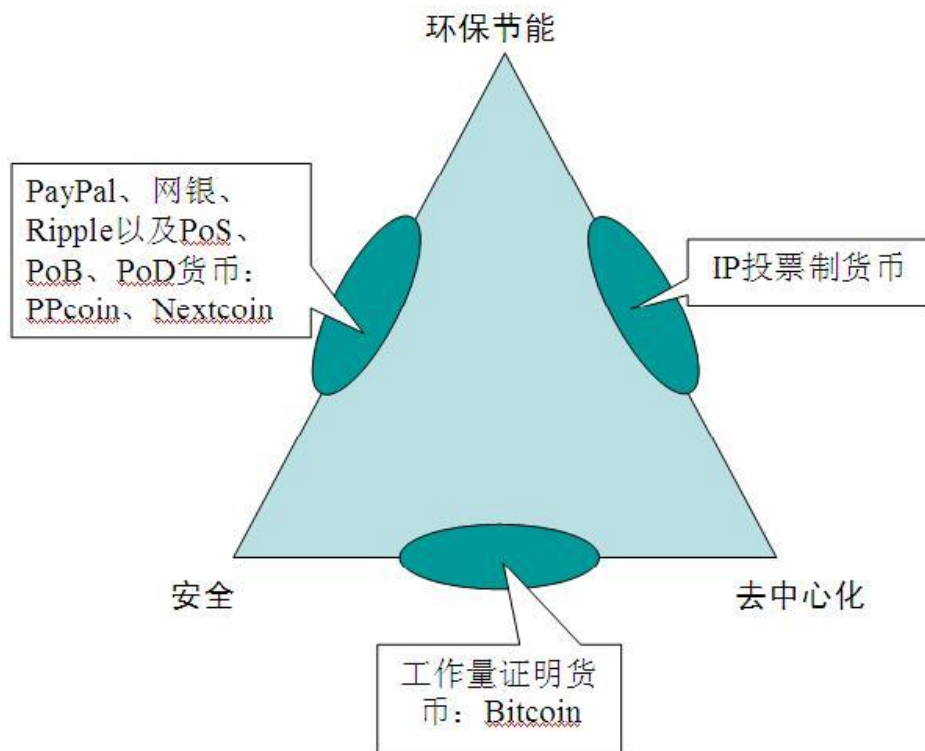 环保节能
PayPal、网银、
Ripple以及PoS、
PoB、PoD货币：
PPcoin、Nextcoin
IP投票制货币
安全
去中心化
工作量证明货
币：Bitcoin